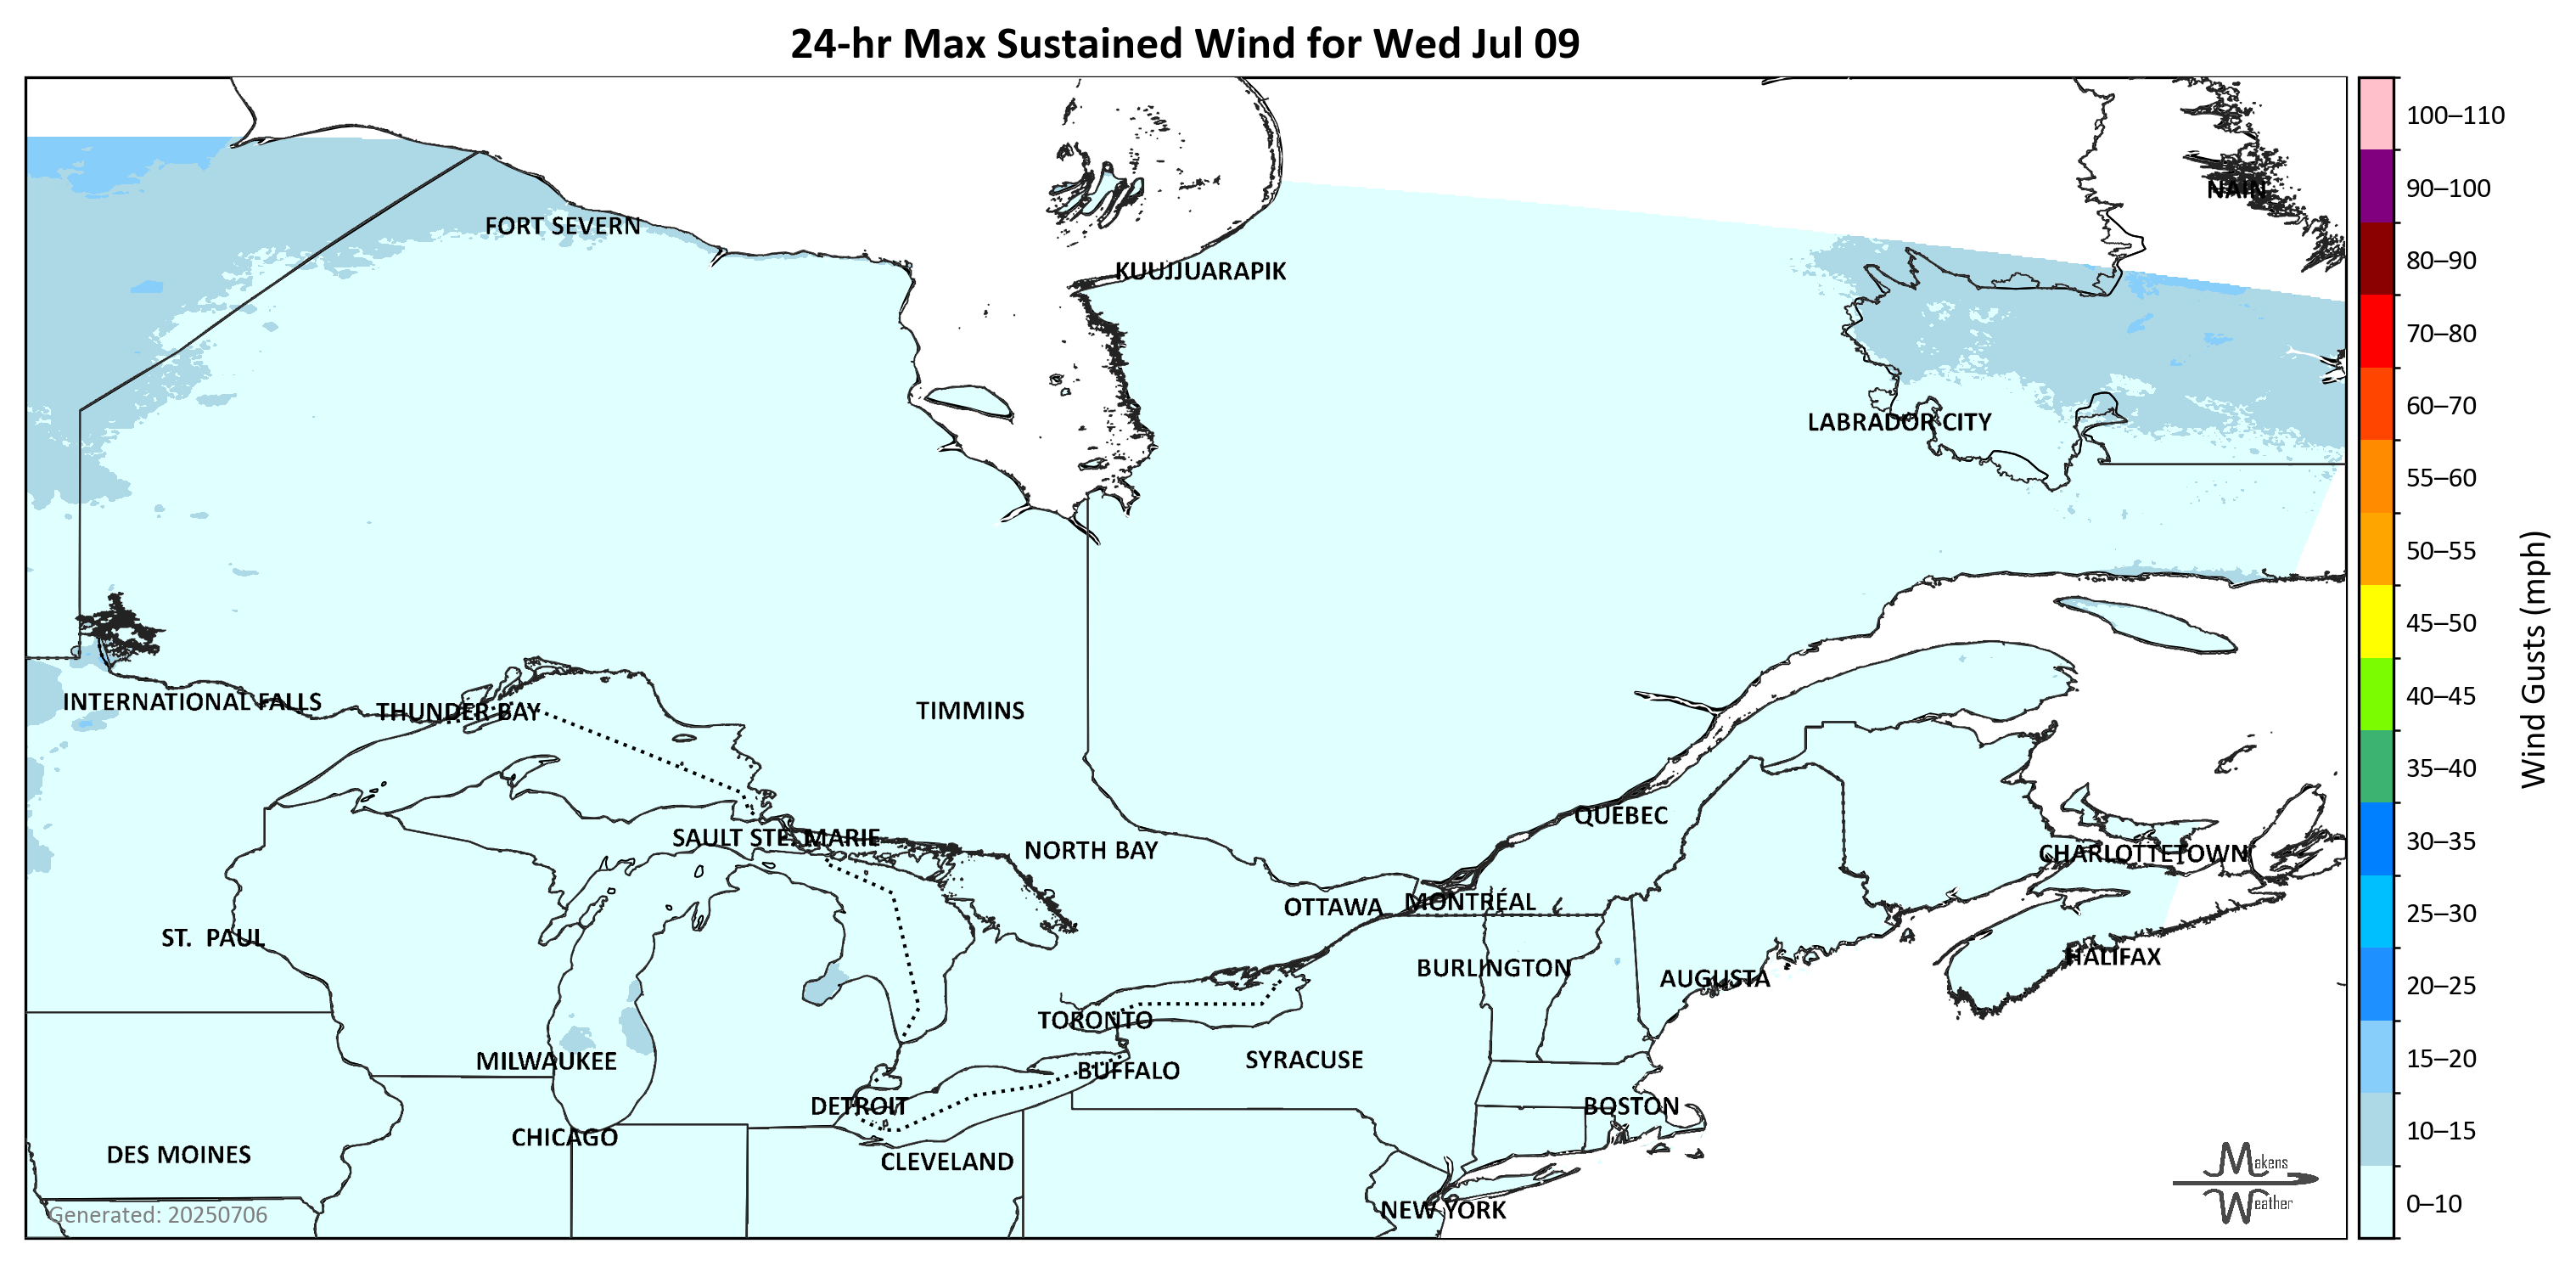 24-hr Max Sustained Wind for Wed Jul 09
100–110
90–100
NAIN
FORT SEVERN
80–90
KUUJJUARAPIK
70–80
60–70
LABRADOR CITY
55–60
50–55
45–50
Wind Gusts (mph)
40–45
INTERNATIONAL FALLS
THUNDER BAY
TIMMINS
35–40
QUÉBEC
30–35
SAULT STE. MARIE
NORTH BAY
CHARLOTTETOWN
OTTAWA
MONTRÉAL
25–30
ST. PAUL
HALIFAX
BURLINGTON
AUGUSTA
20–25
TORONTO
MILWAUKEE
SYRACUSE
15–20
BUFFALO
DETROIT
BOSTON
10–15
CHICAGO
DES MOINES
CLEVELAND
Makens
Weather
0–10
NEW YORK
Generated: 20250706